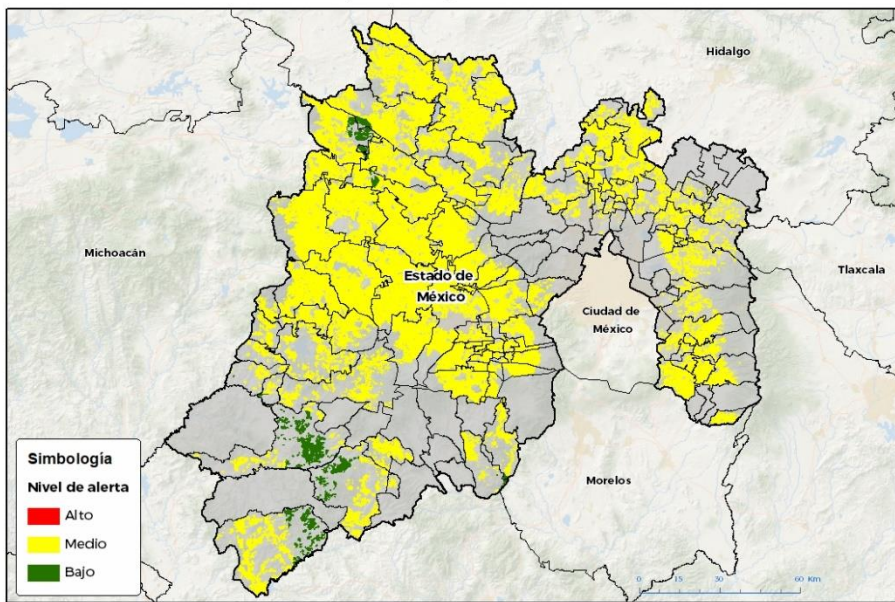 Hidalgo
Michoacán
Estado de
México
Tlaxcala
Ciudad de
México
Morelos
Simbología
Nivel de alerta
Alto
Medio
Bajo
0 15 30 60 Km